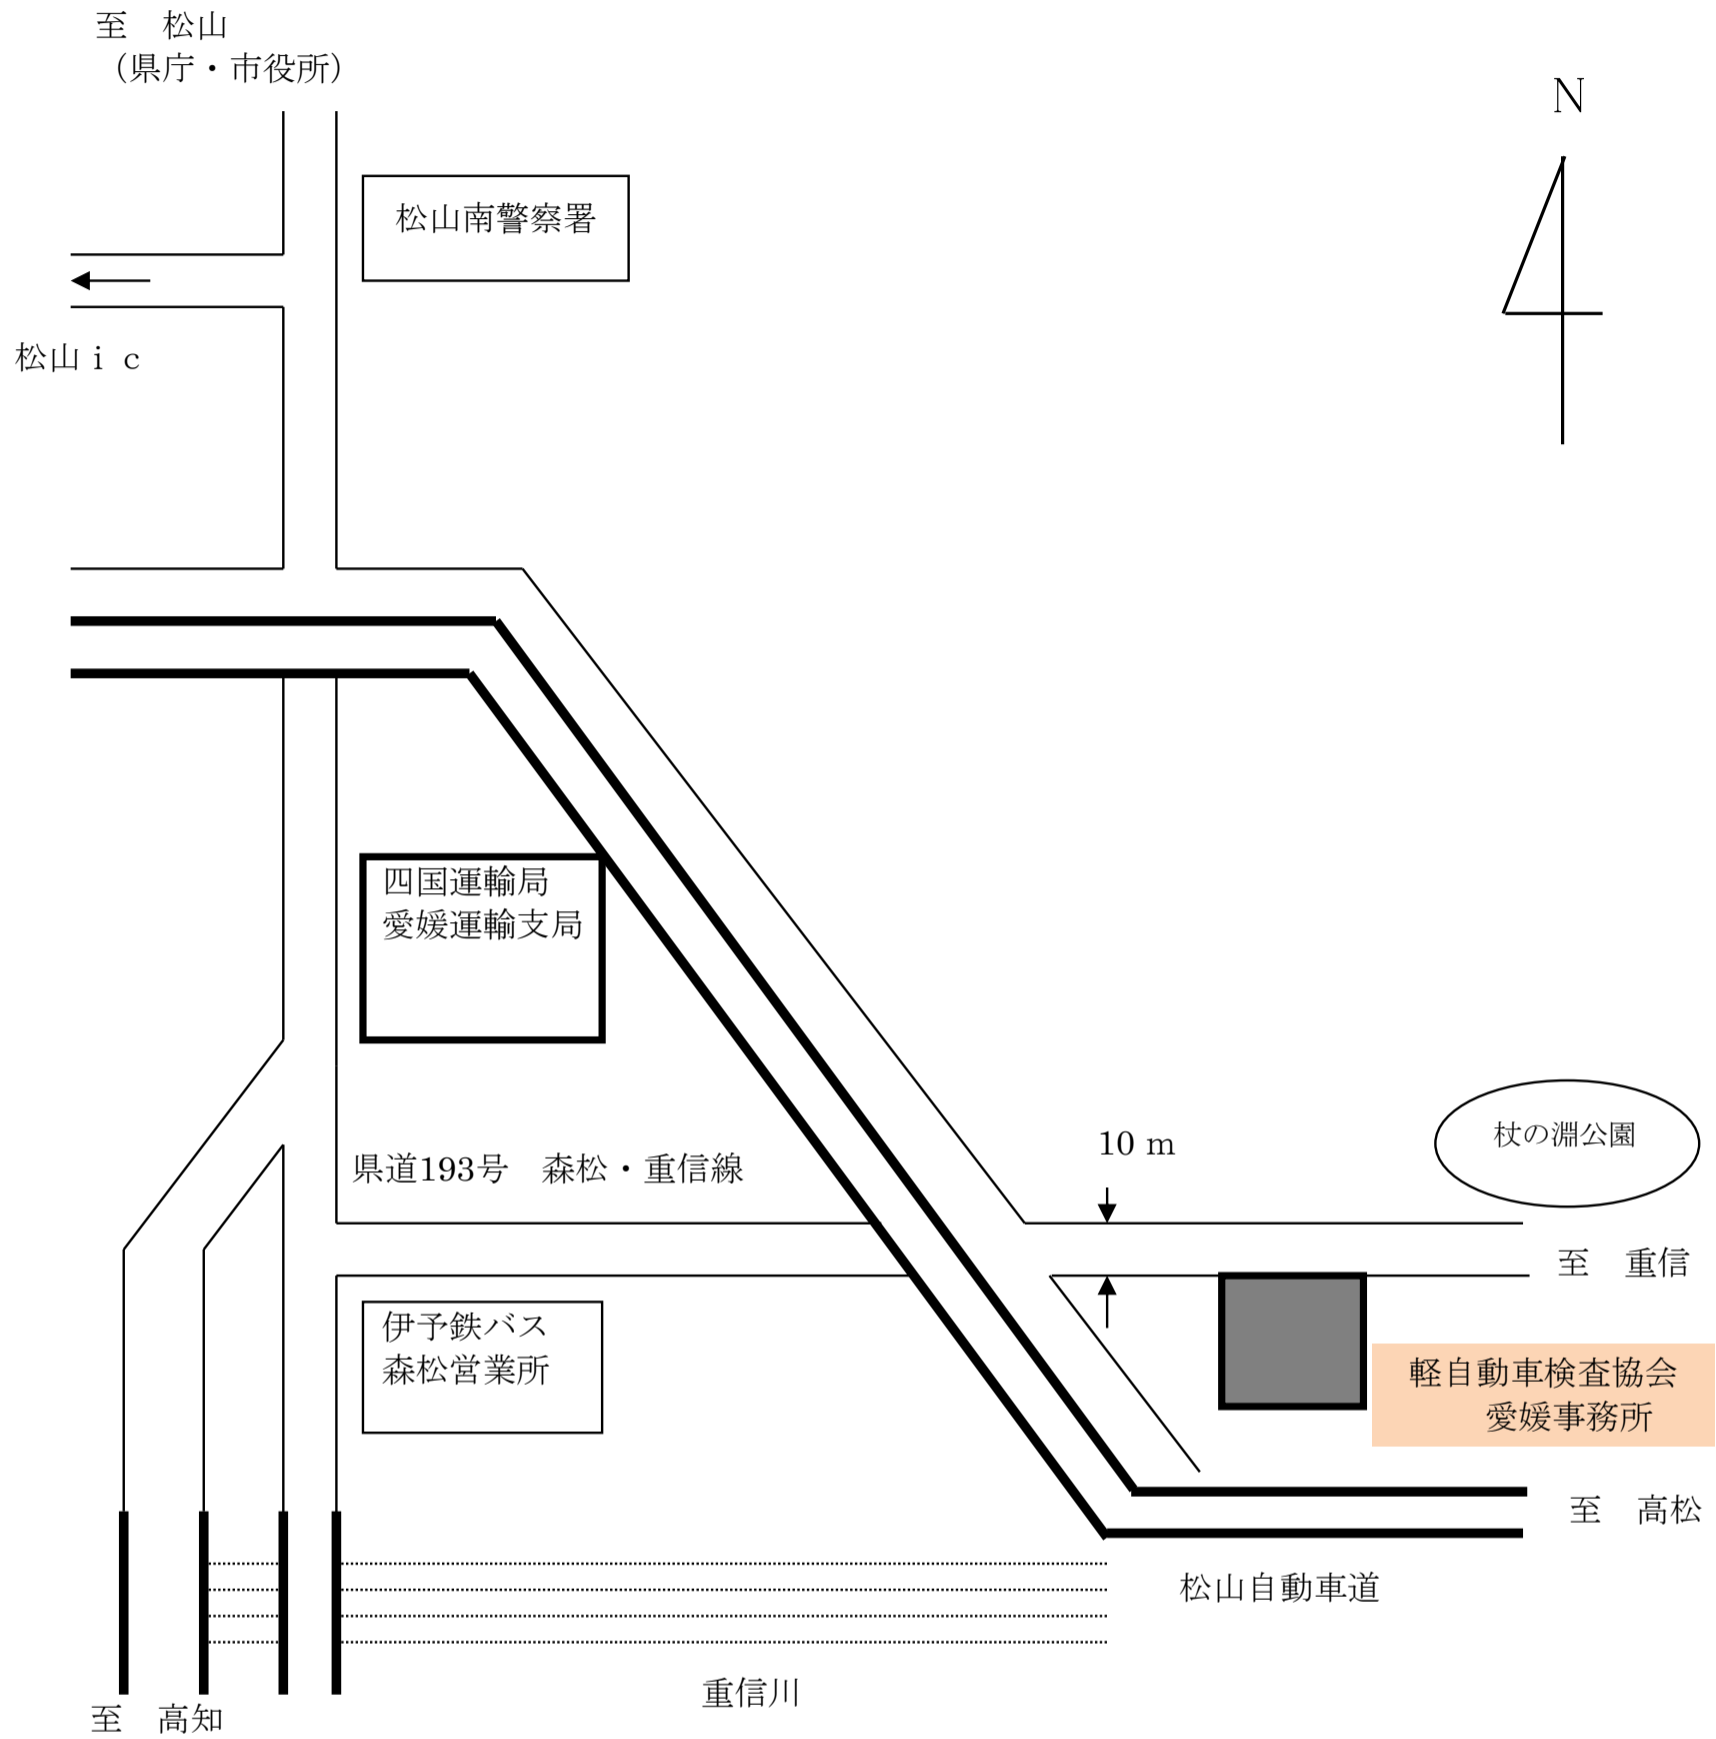 至　松山
（県庁・市役所）
N
松山南警察署
松山ｉｃ
四国運輸局
愛媛運輸支局
杖の淵公園
10 m
県道193号　森松・重信線
至　重信
伊予鉄バス
森松営業所
軽自動車検査協会
愛媛事務所
至　高松
松山自動車道
重信川
至　高知